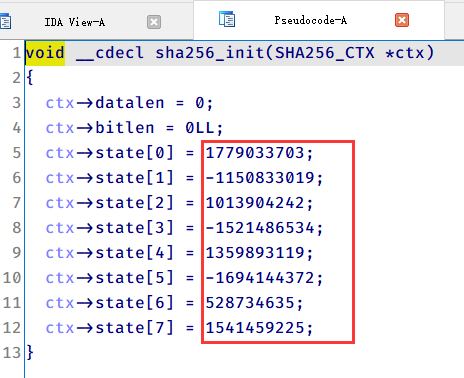 IDA View-A Pseudocode-A
1 void __cdecl sha256_init(SHA256_CTX *ctx)
2 {
3 ctx->datalen = 0;
4 ctx->bitlen = 0LL;
5 ctx->state[0] = 1779033703;
6 ctx->state[1] = -1150833019;
7 ctx->state[2] = 1013904242;
8 ctx->state[3] = -1521486534;
9 ctx->state[4] = 1359893119;
10 ctx->state[5] = -1694144372;
11 ctx->state[6] = 528734635;
12 ctx->state[7] = 1541459225;
13 }